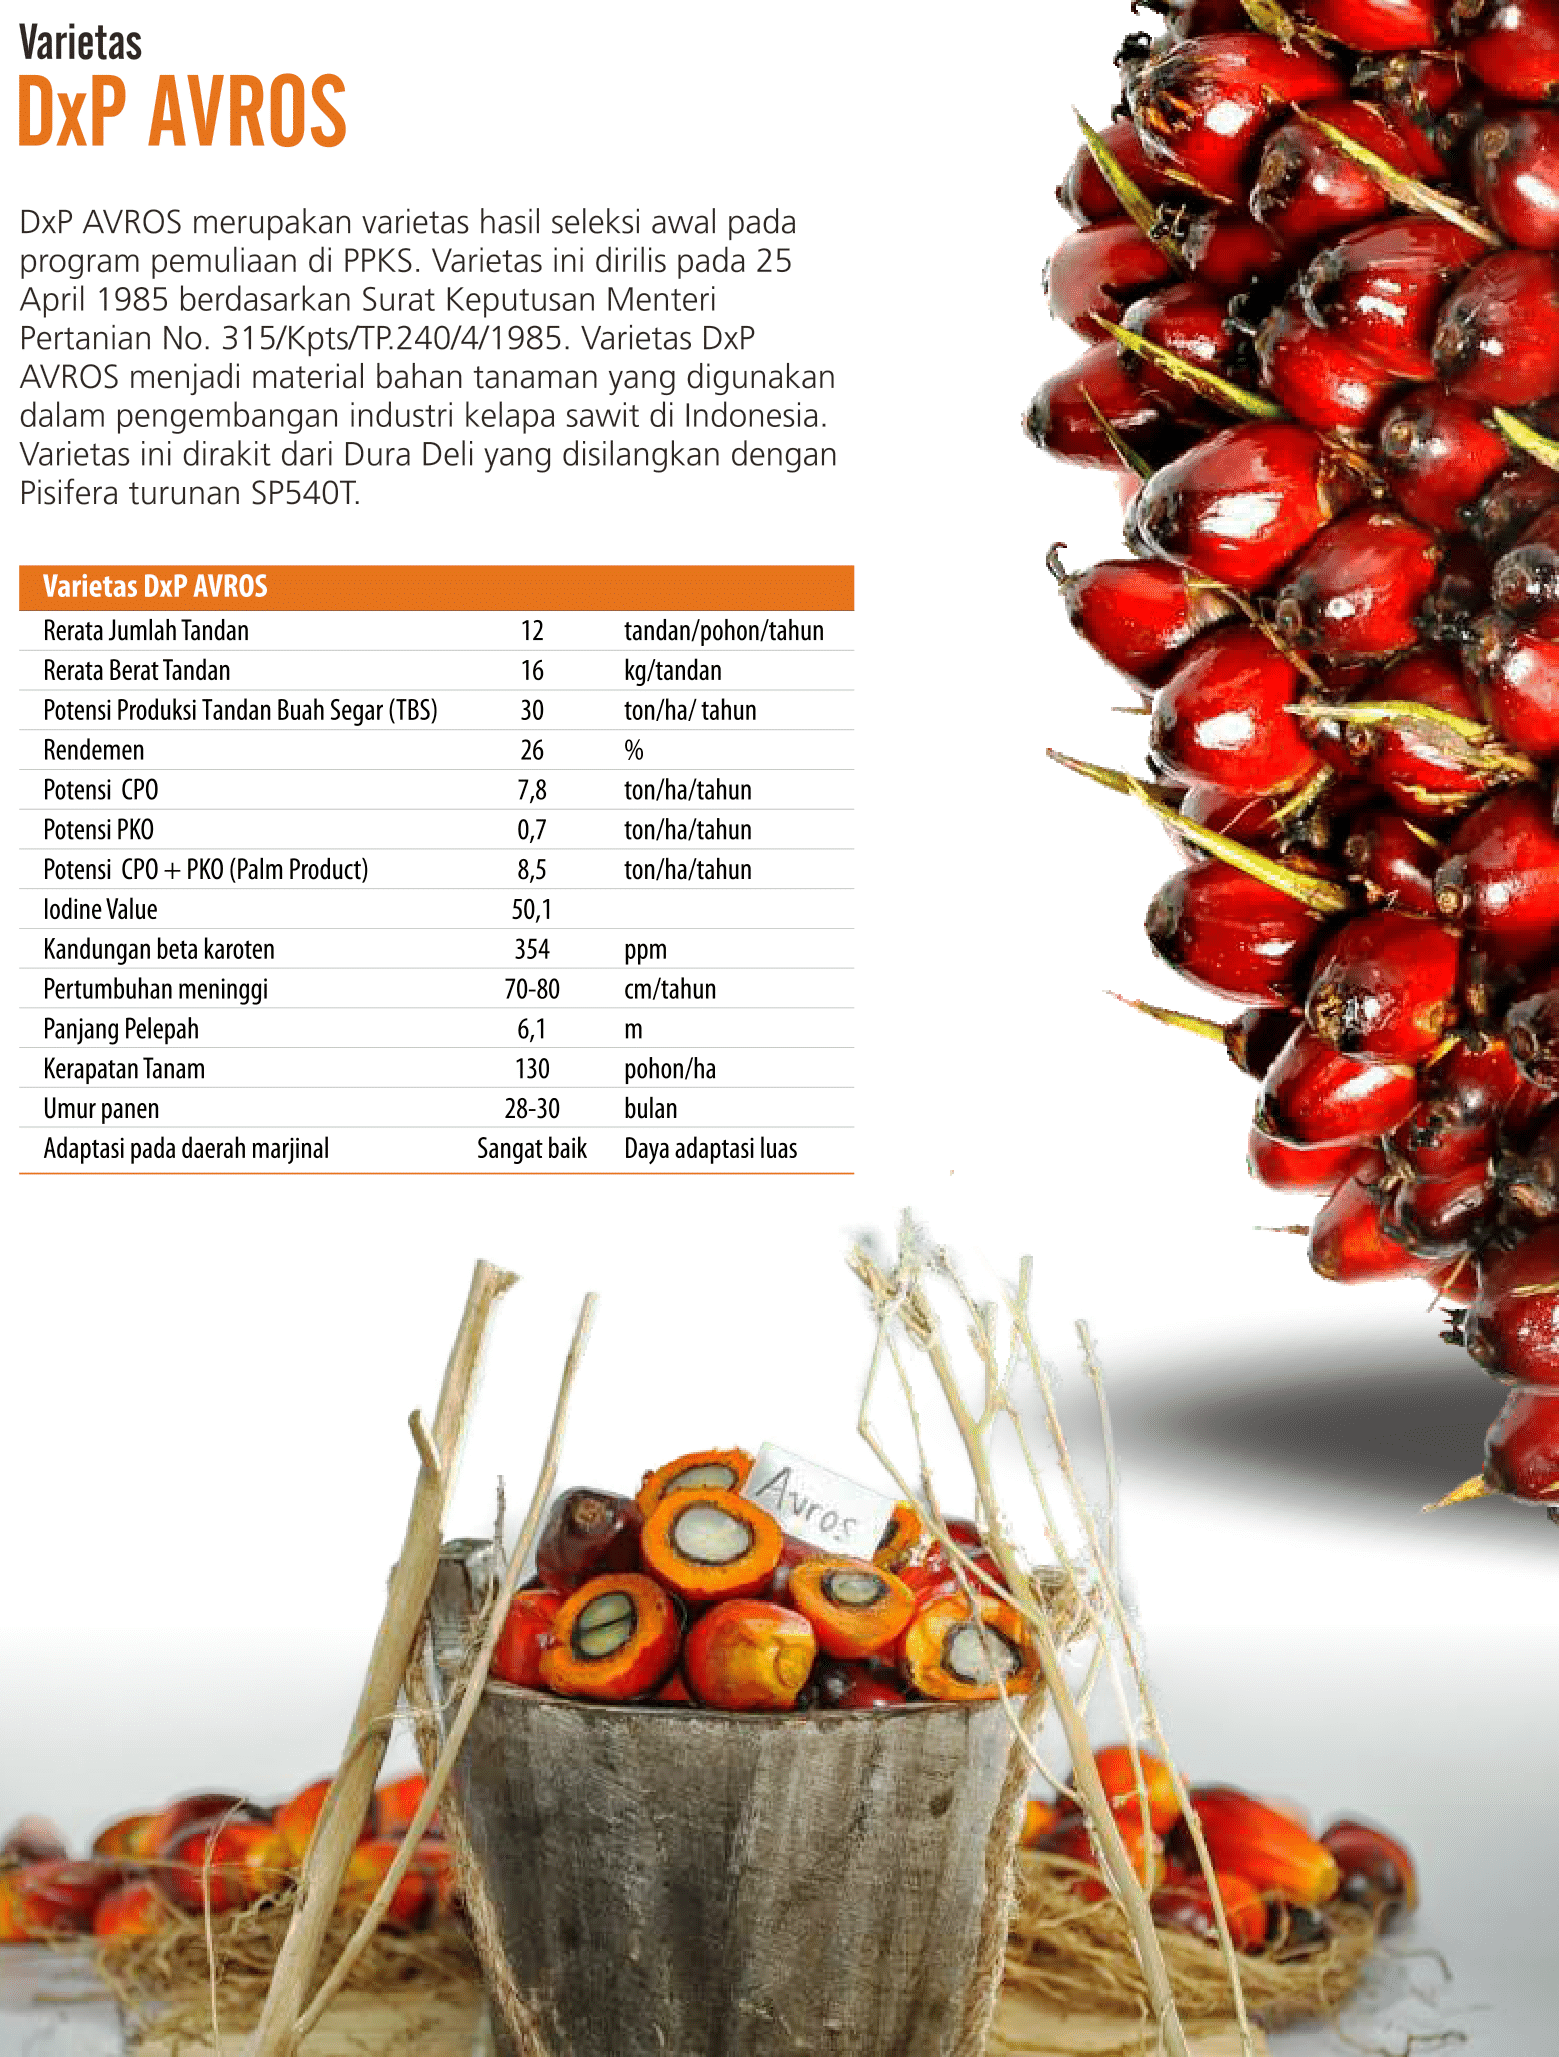 Varietas
DxP AVROS
DxP AVROS merupakan varietas hasil seleksi awal pada
program pemuliaan di PPKS. Varietas ini dirilis pada 25
April 1985 berdasarkan Surat Keputusan Menteri
Pertanian No. 315/Kpts/TP.240/4/1985. Varietas DxP
AVROS menjadi material bahan tanaman yang digunakan
dalam pengembangan industri kelapa sawit di Indonesia.
Varietas ini dirakit dari Dura Deli yang disilangkan dengan
Pisifera turunan SP540T.
Varietas DxP AVROS
Rerata Jumlah Tandan 12 tandan/pohon/tahun
Rerata Berat Tandan 16 kg/tandan
Potensi Produksi Tandan Buah Segar (TBS) 30 ton/ha/ tahun
Rendemen 26 %
Potensi CPO 7,8 ton/ha/tahun
Potensi PKO 0,7 ton/ha/tahun
Potensi CPO + PKO (Palm Product) 8,5 ton/ha/tahun
Iodine Value 50,1
Kandungan beta karoten 354 ppm
Pertumbuhan meninggi 70-80 cm/tahun
Panjang Pelepah 6,1 m
Kerapatan Tanam 130 pohon/ha
Umur panen 28-30 bulan
Adaptasi pada daerah marjinal Sangat baik Daya adaptasi luas
Avros